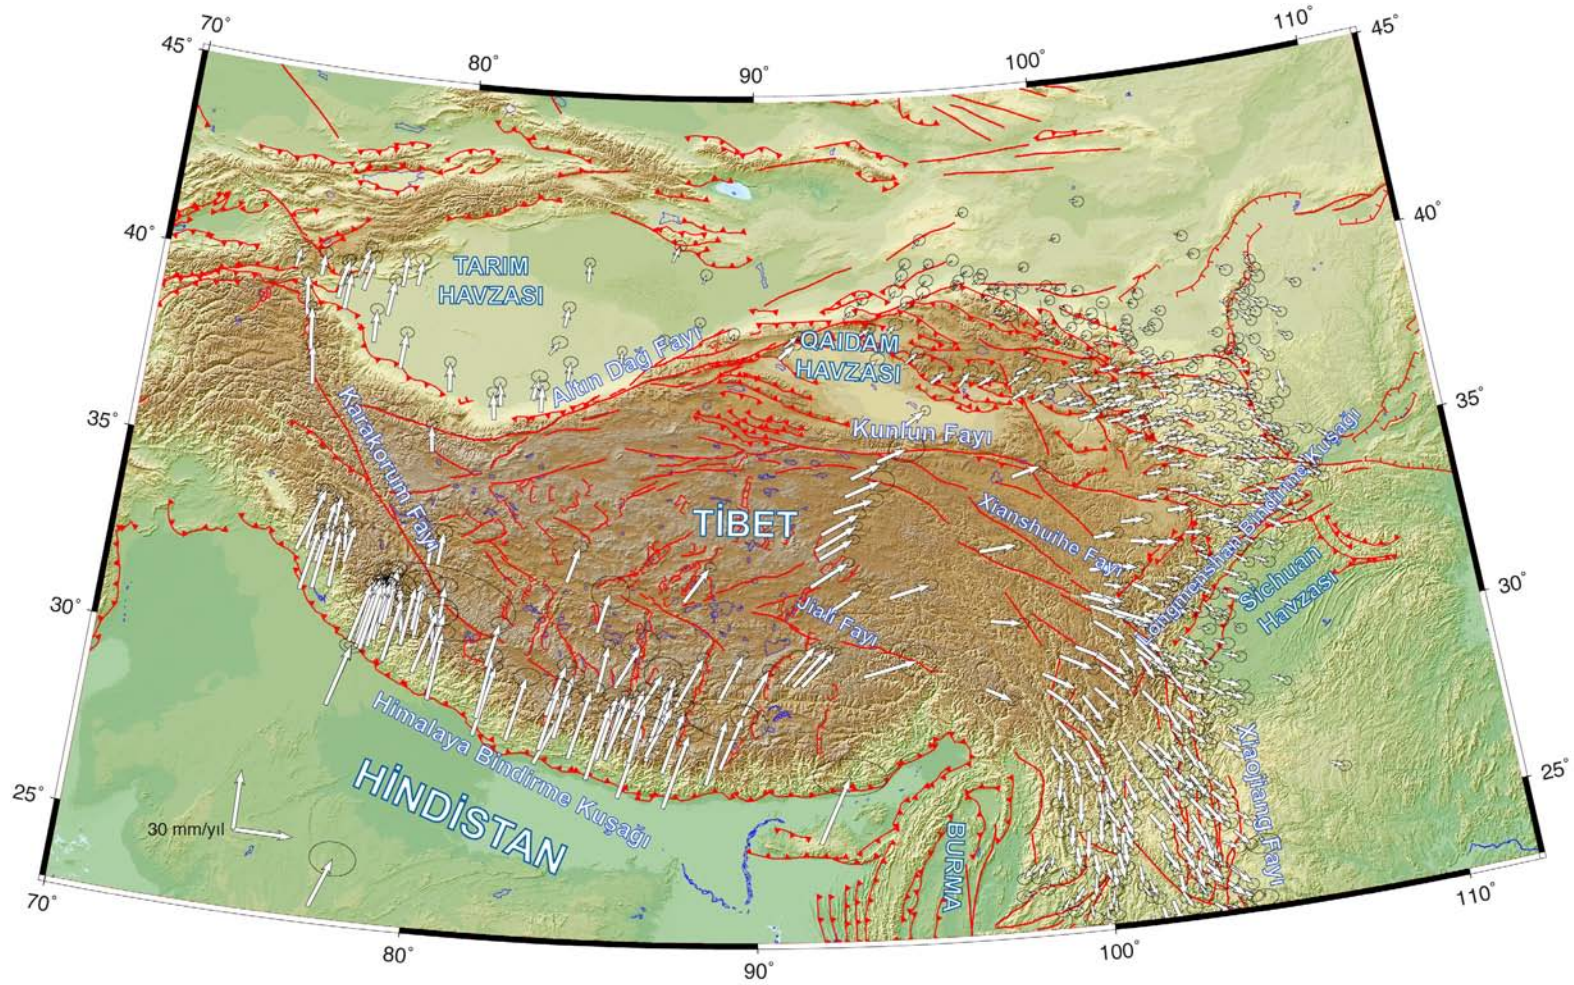 70°
80°
90°
100°
110°
45°
45°
40°
40°
35°
35°
30°
30°
25°
25°
TARIM
HAVZASI
Altın Dağ Fayı
QAIDAM
HAVZASI
Karakorum Fayı
Kunlun Fayı
TİBET
Xianshuihe Fayı
Longmenshan Bindirme Kuşağı
Sichuan
Havzası
Jiali Fayı
Himalaya Bindirme Kuşağı
HİNDİSTAN
Xiaojiang Fayı
BURMA
30 mm/yıl
70°
80°
90°
100°
110°